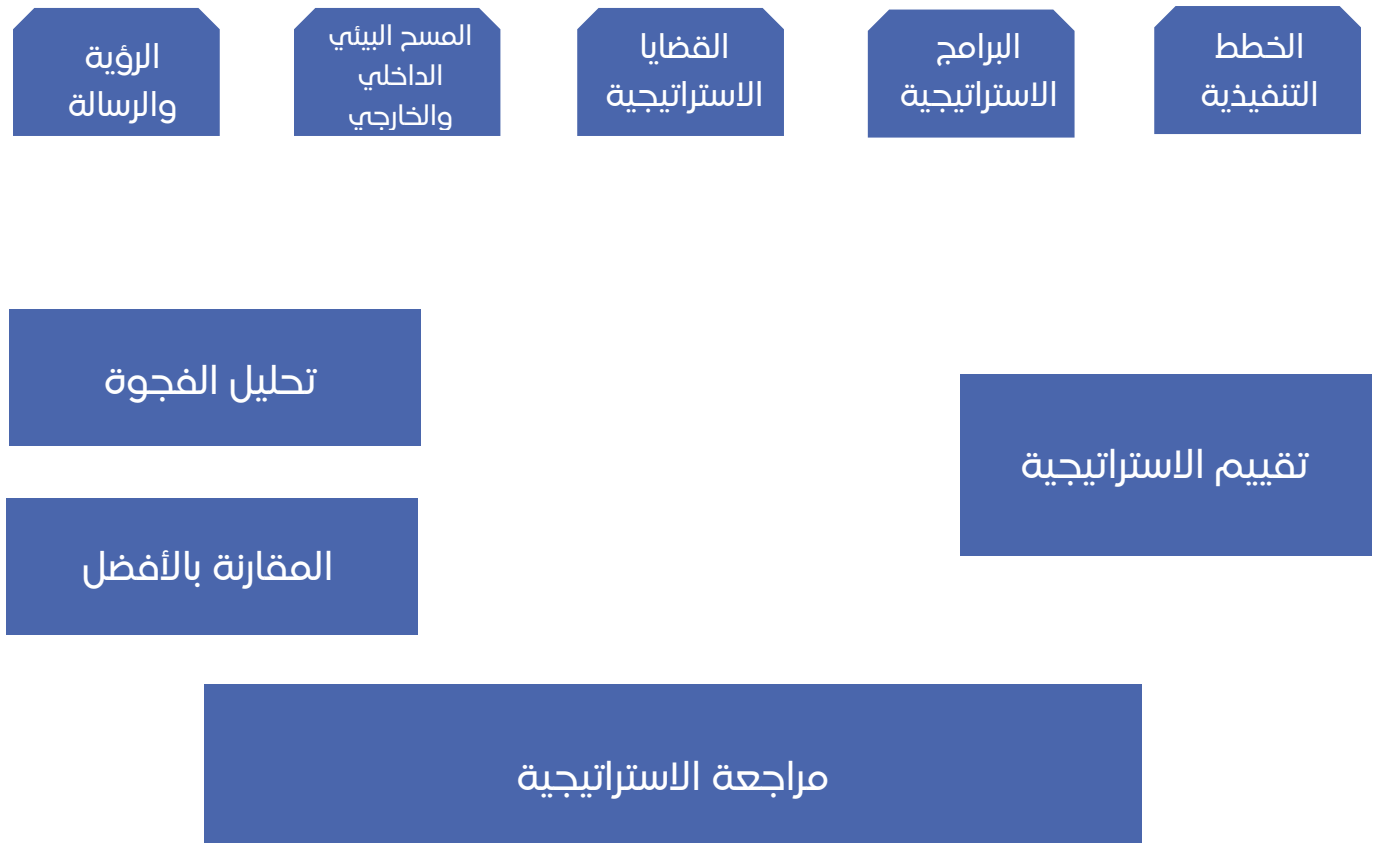 الرؤية
والرسالة
المسح البيئي
الداخلي
والخارجي
القضايا
الاستراتيجية
البرامج
الاستراتيجية
الخطط
التنفيذية
تحليل الفجوة
تقييم الاستراتيجية
المقارنة بالأفضل
مراجعة الاستراتيجية